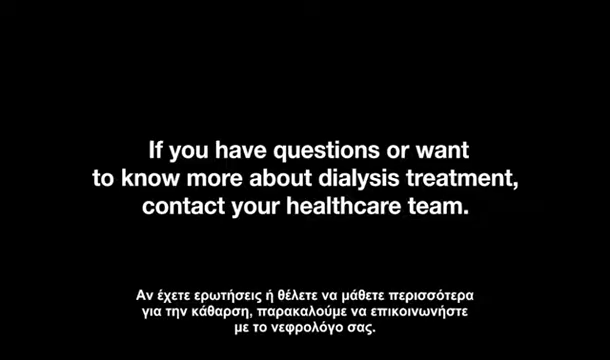 If you have questions or want
to know more about dialysis treatment,
contact your healthcare team.
Αν έχετε ερωτήσεις ή θέλετε να μάθετε περισσότερα
για την κάθαρση, παρακαλούμε να επικοινωνήστε
με το νεφρολόγο σας.